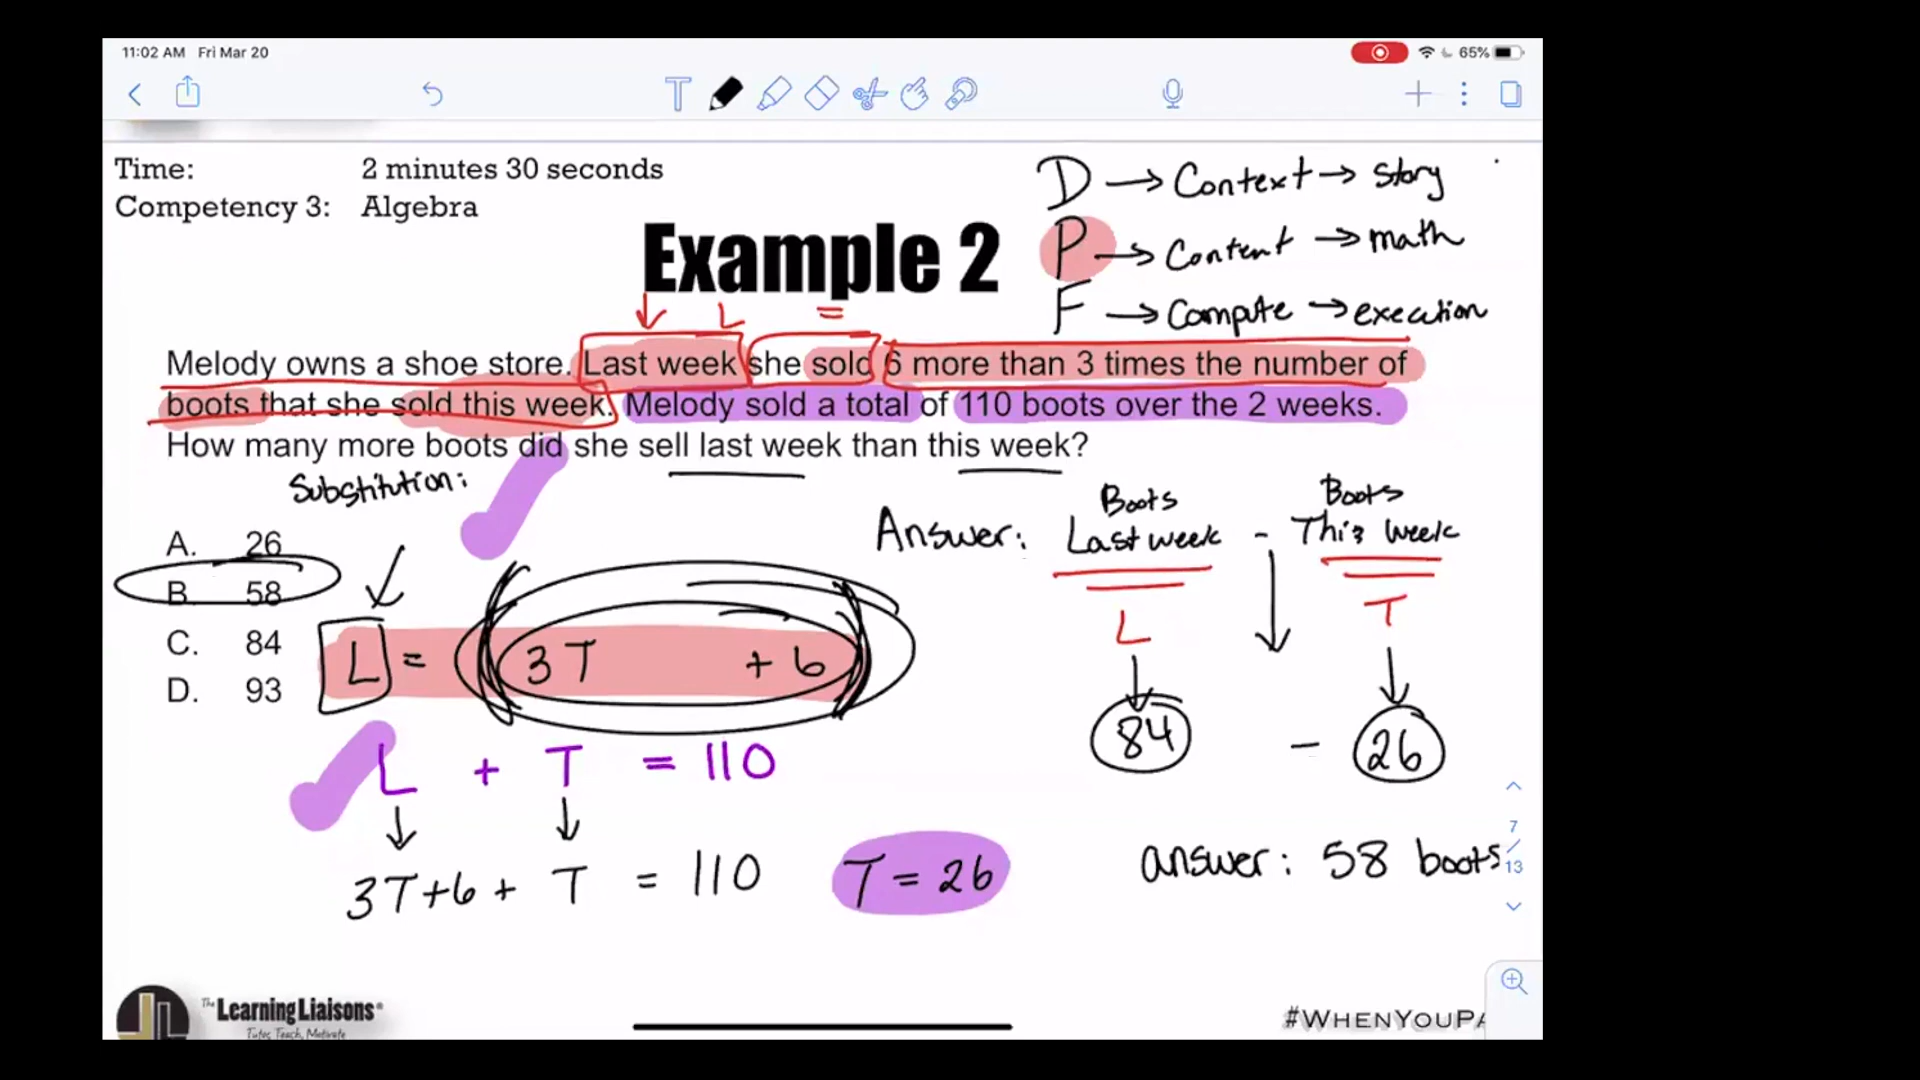 11:02 AM Fri Mar 20
65%
Time: 2 minutes 30 seconds
Competency 3: Algebra
D → Context → story
P → Content → math
F → Compute → execution
Example 2
L =
Melody owns a shoe store. Last week she sold 6 more than 3 times the number of
boots that she sold this week. Melody sold a total of 110 boots over the 2 weeks.
How many more boots did she sell last week than this week?
Substitution:
A. 26
B. 58
C. 84
D. 93
L = (3T + 6)
L + T = 110
3T+6 + T = 110
T = 26
Answer: Boots Last week - Boots This week
L T
84 - 26
answer: 58 boots
7
/
13
The Learning Liaisons®
Tutor, Teach, Motivate
#WHENYOUPA